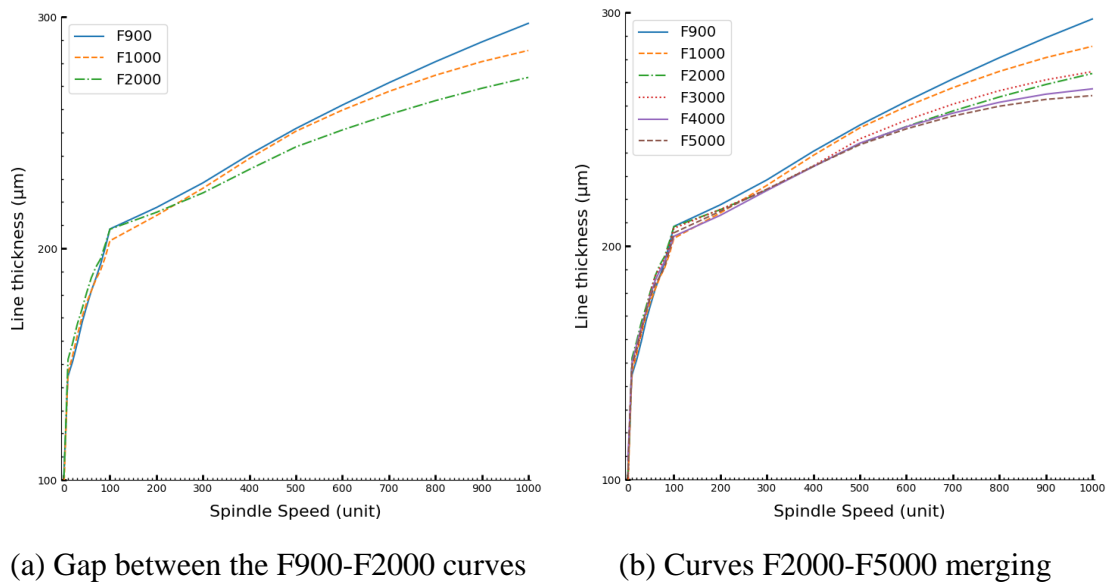 300
F900
F1000
F2000
Line thickness (μm)
200
100
0
100
200
300
400
500
600
700
800
900
1000
Spindle Speed (unit)
(a) Gap between the F900-F2000 curves
300
F900
F1000
F2000
F3000
F4000
F5000
Line thickness (μm)
200
100
0
100
200
300
400
500
600
700
800
900
1000
Spindle Speed (unit)
(b) Curves F2000-F5000 merging